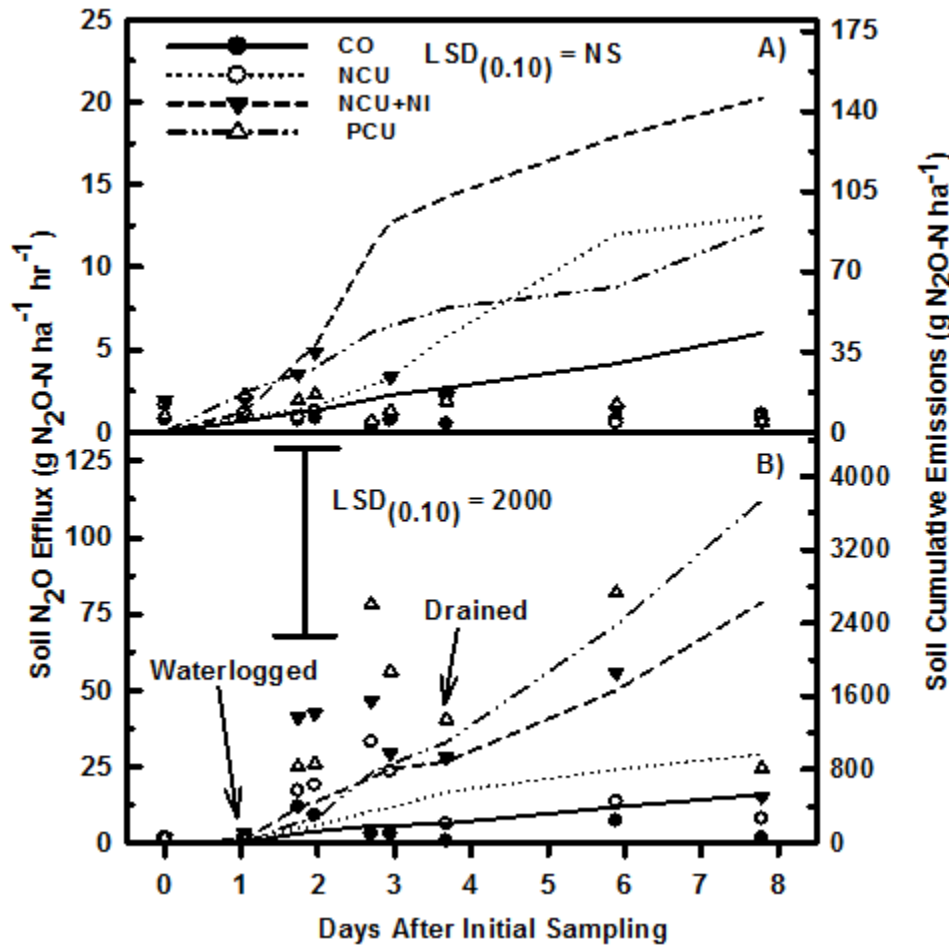 25
20
15
10
5
0
175
140
105
70
35
0
CO
NCU
NCU+NI
PCU
LSD(0.10) = NS
A)
B)
LSD(0.10) = 2000
Waterlogged
Drained
125
100
75
50
25
0
4000
3200
2400
1600
800
0
0 1 2 3 4 5 6 7 8
Days After Initial Sampling
Soil N2O Efflux (g N2O-N ha-1 hr-1)
Soil Cumulative Emissions (g N2O-N ha-1)